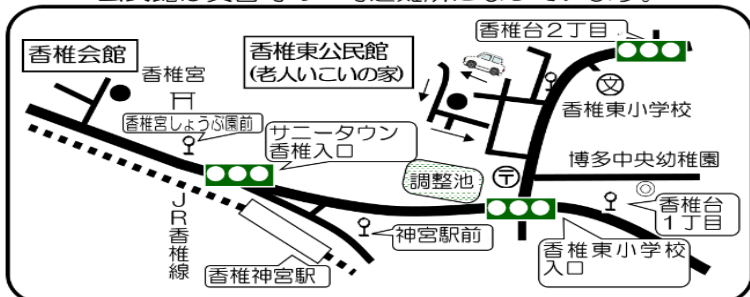 香椎台2丁目
香椎会館
香椎東公民館
(老人いこいの家)
香椎宮
文
香椎東小学校
香椎宮しょうぶ園前
サニータウン
香椎入口
博多中央幼稚園
調整池
〒
JR香椎線
香椎台
1丁目
神宮駅前
香椎東小学校
入口
香椎神宮駅